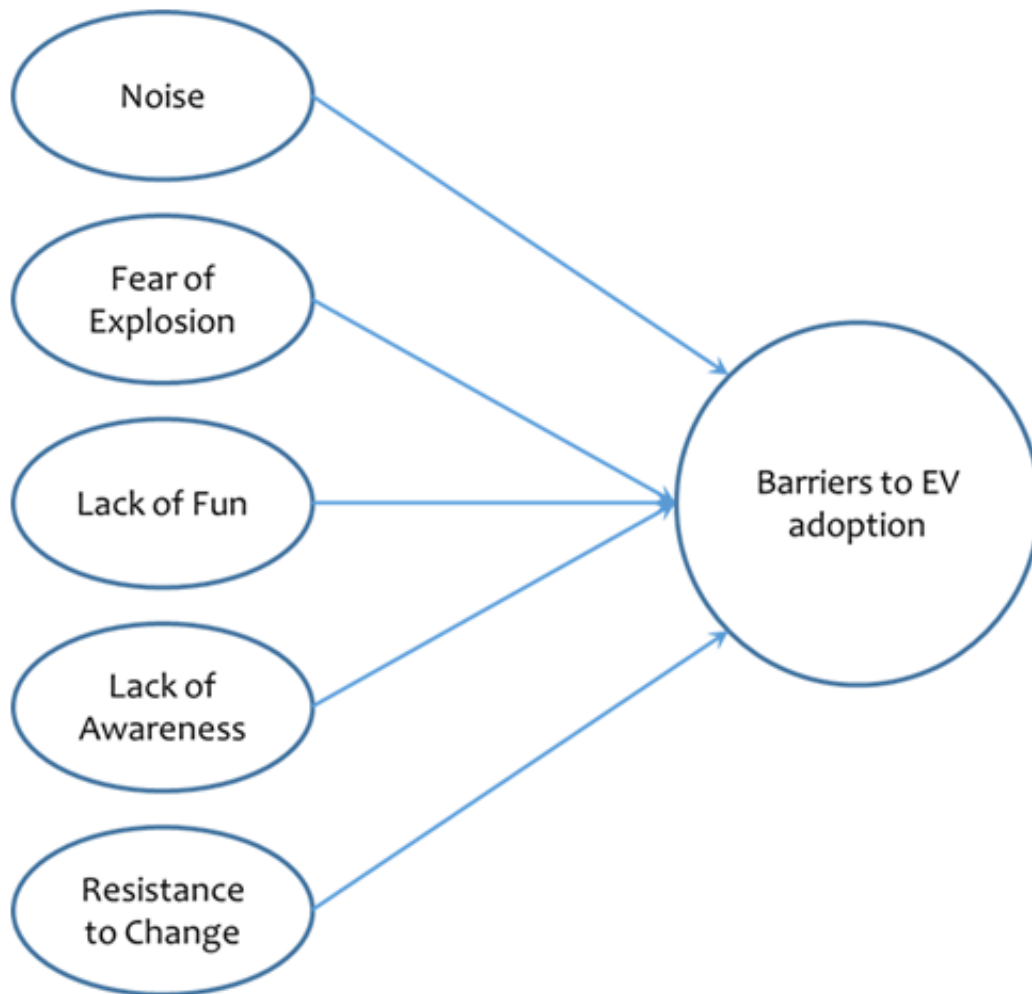 Noise
Fear of
Explosion
Lack of Fun
Lack of
Awareness
Resistance
to Change
Barriers to EV
adoption